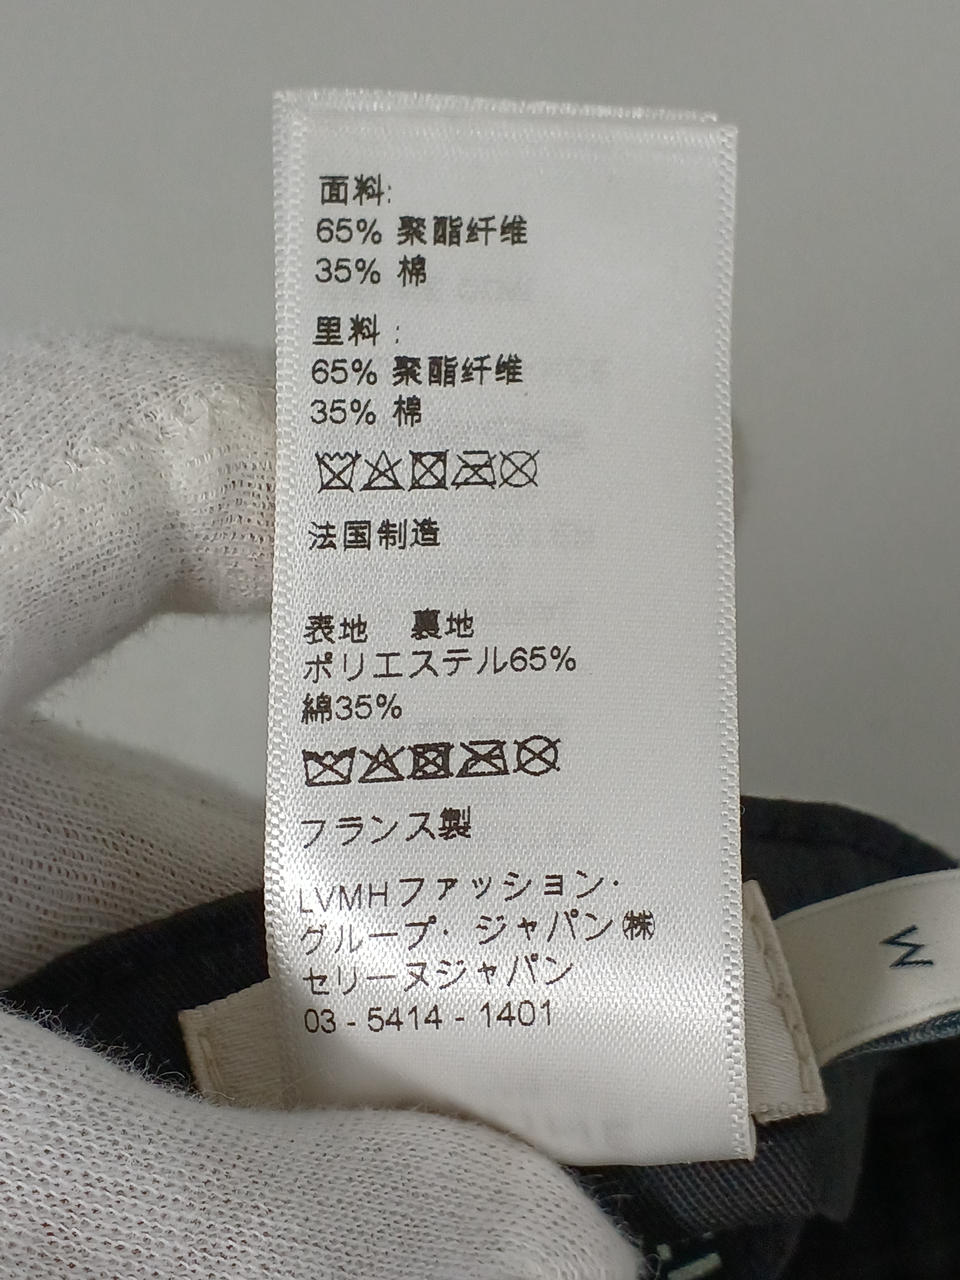 面料:
65% 聚酯纤维
35% 棉
里料 :
65% 聚酯纤维
35% 棉
法国制造
表地　裏地
ポリエステル65%
綿35%
フランス製
LVMHファッション·
グループ· ジャパン㈱
セリーヌジャパン
03 - 5414 - 1401
M